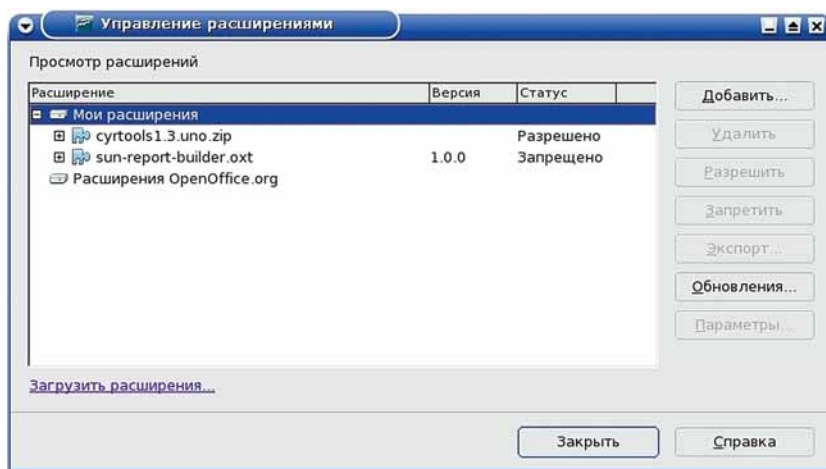 Управление расширениями
Просмотр расширений
Расширение Версия Статус
Мои расширения
cyrtools1.3.uno.zip Разрешено
sun-report-builder.oxt 1.0.0 Запрещено
Расширения OpenOffice.org
Добавить...
Удалить
Разрешить
Запретить
Экспорт...
Обновления...
Параметры...
Загрузить расширения...
Закрыть
Справка